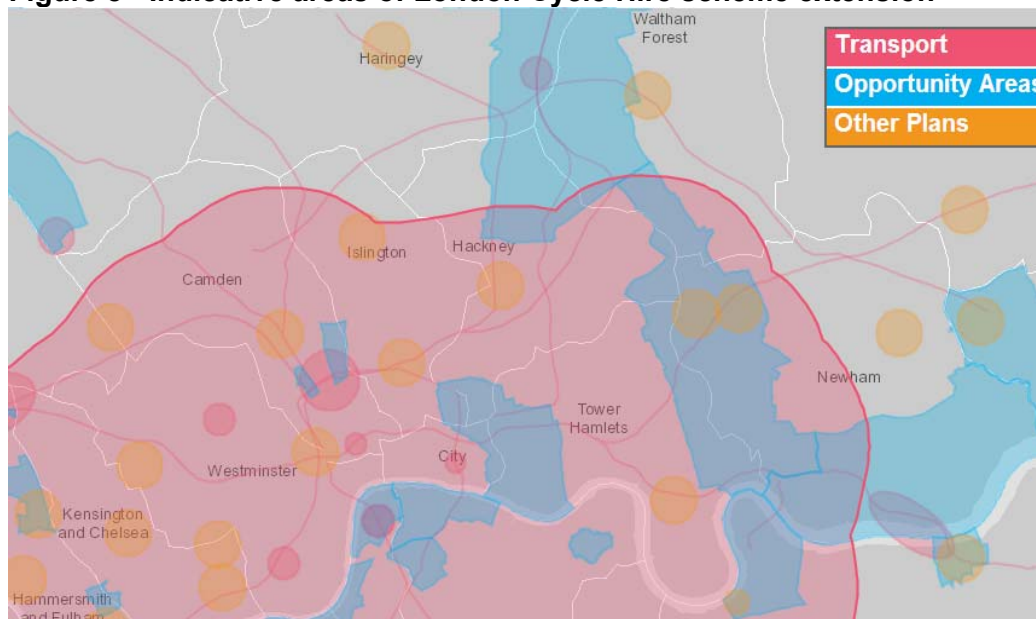 Figure 5 - Indicative areas of London Cycle Hire scheme extension
Waltham
Forest
Haringey
Transport
Opportunity Areas
Other Plans
Islington
Hackney
Camden
Newham
Tower
Hamlets
City
Westminster
Kensington
and Chelsea
Hammersmith
and Fulham